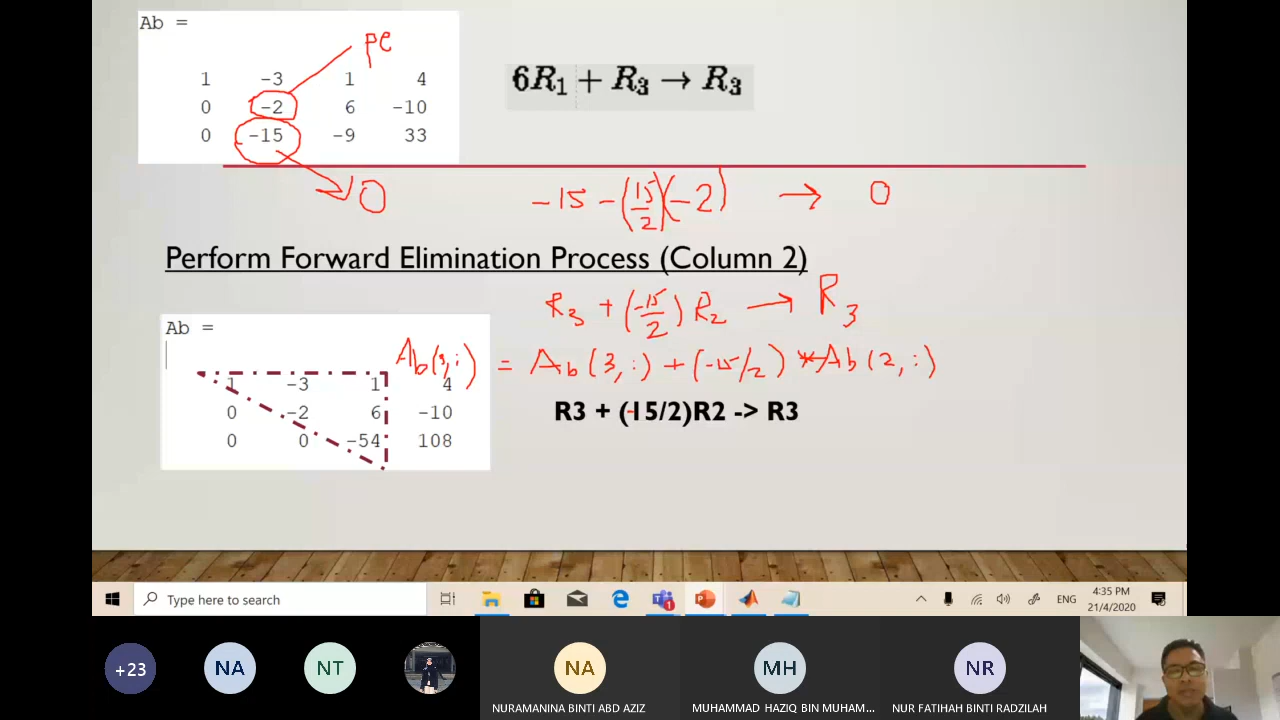 Ab =
pe
1 -3 1 4
0 -2 6 -10
0 -15 -9 33
6R₁ + R₃ → R₃
0
-15 - (15/2)(-2) → 0
Perform Forward Elimination Process (Column 2)
R₃ + (-15/2) R₂ → R₃
Ab =
Ab(3,:) = Ab(3,:) + (-15/2) * Ab(2,:)
1 -3 1 4
0 -2 6 -10
0 0 -54 108
R3 + (-15/2)R2 -> R3
Type here to search
1
ENG
4:35 PM
21/4/2020
+23
NA
NT
NA
MH
NR
NURAMANINA BINTI ABD AZIZ
MUHAMMAD HAZIQ BIN MUHAM...
NUR FATIHAH BINTI RADZILAH